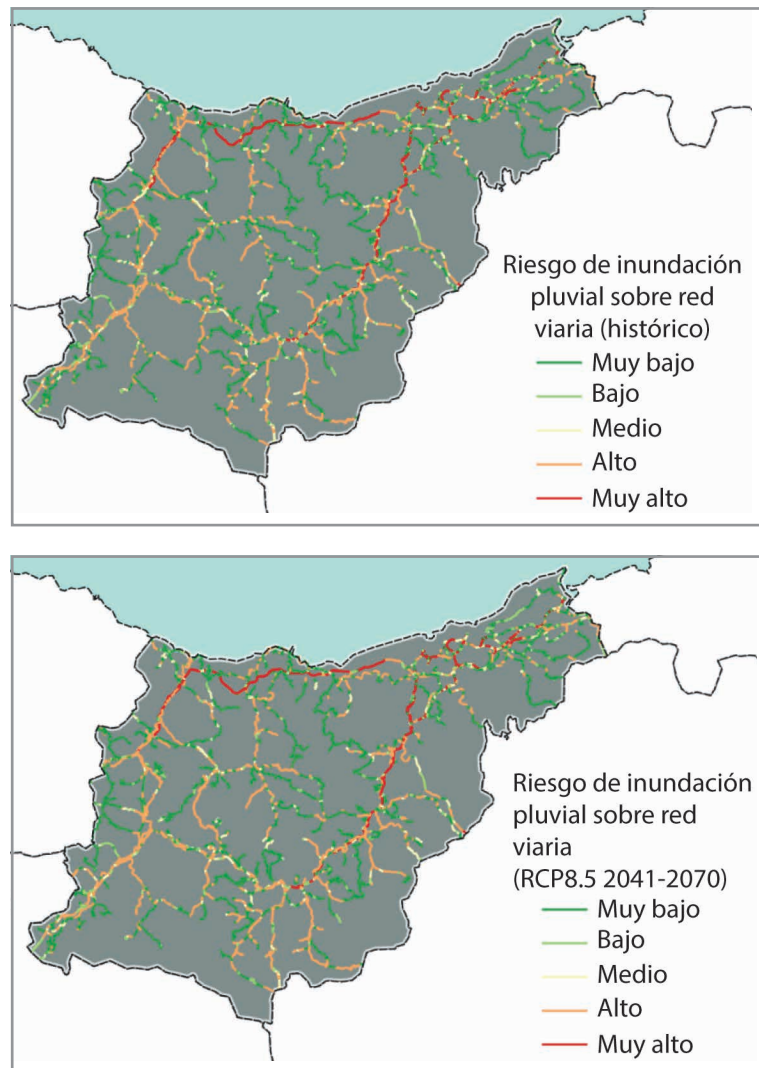 Riesgo de inundación
pluvial sobre red
viaria (histórico)
Muy bajo
Bajo
Medio
Alto
Muy alto
Riesgo de inundación
pluvial sobre red
viaria
(RCP8.5 2041-2070)
Muy bajo
Bajo
Medio
Alto
Muy alto